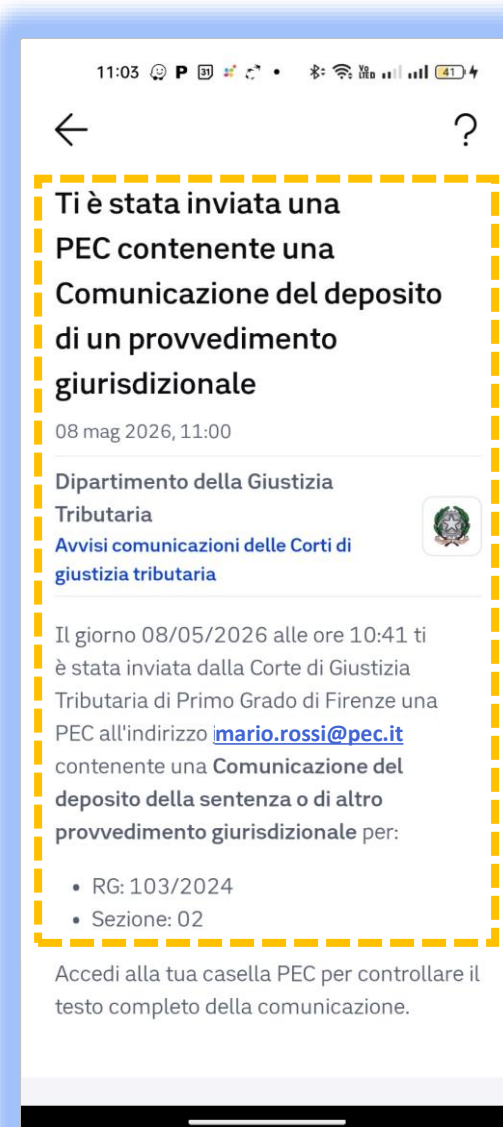 11:03 P 31 Vo LTE 41
?
Ti è stata inviata una
PEC contenente una
Comunicazione del deposito
di un provvedimento
giurisdizionale
08 mag 2026, 11:00
Dipartimento della Giustizia
Tributaria
Avvisi comunicazioni delle Corti di
giustizia tributaria
Il giorno 08/05/2026 alle ore 10:41 ti
è stata inviata dalla Corte di Giustizia
Tributaria di Primo Grado di Firenze una
PEC all'indirizzo mario.rossi@pec.it
contenente una Comunicazione del
deposito della sentenza o di altro
provvedimento giurisdizionale per:
• RG: 103/2024
• Sezione: 02
Accedi alla tua casella PEC per controllare il
testo completo della comunicazione.